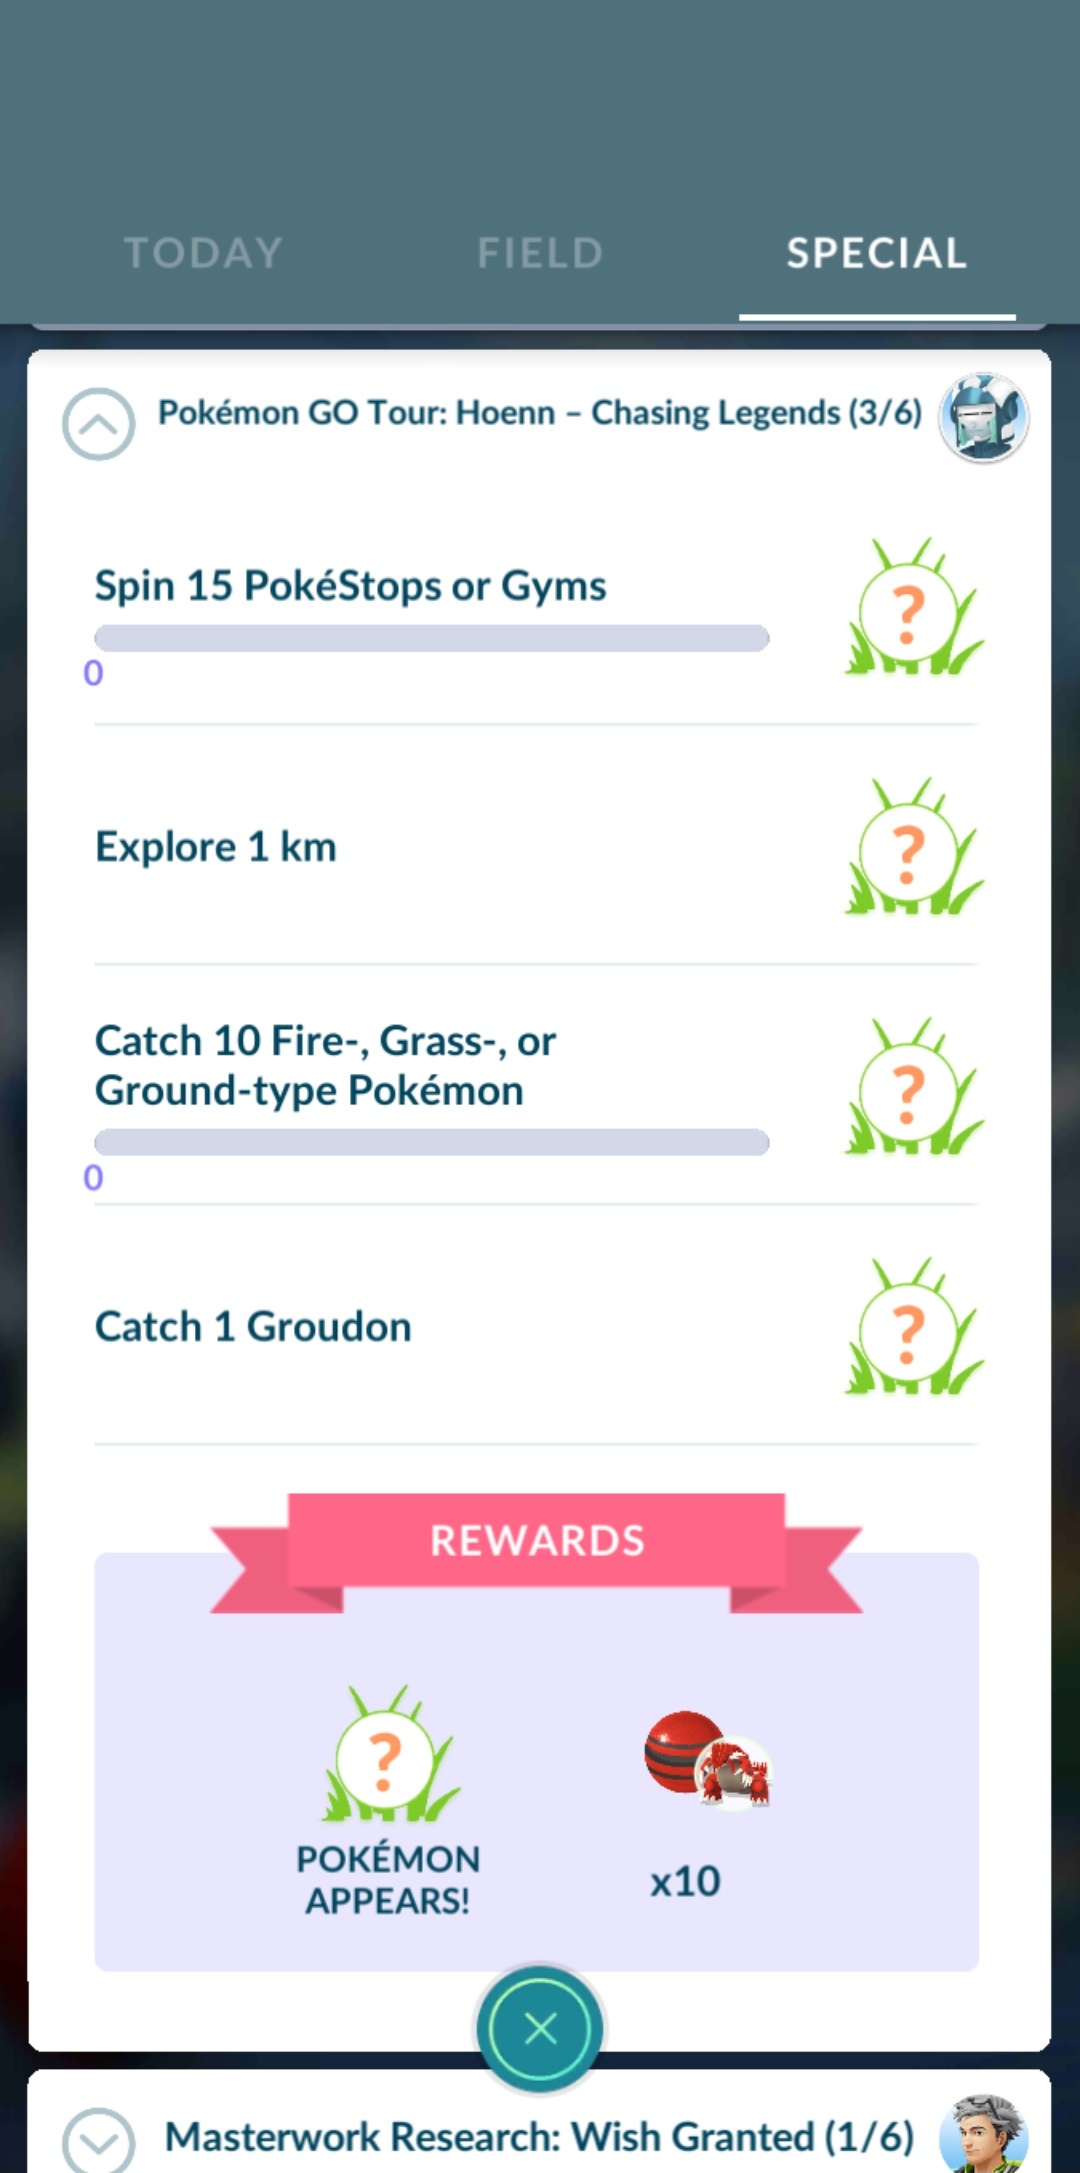 TODAY FIELD SPECIAL
Pokémon GO Tour: Hoenn – Chasing Legends (3/6)
Spin 15 PokéStops or Gyms
?
0
Explore 1 km
?
Catch 10 Fire-, Grass-, or
Ground-type Pokémon
?
0
Catch 1 Groudon
?
REWARDS
?
POKÉMON
APPEARS!
x10
Masterwork Research: Wish Granted (1/6)